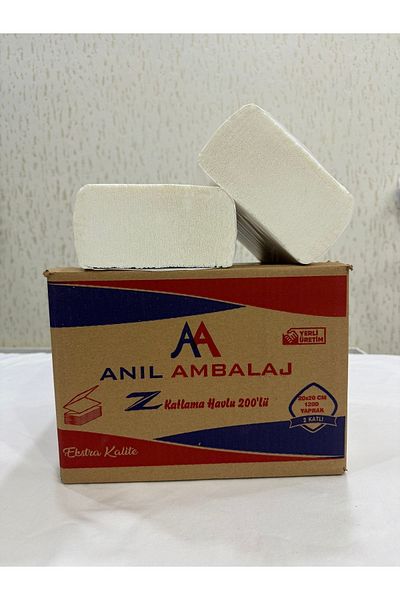 AA
YERLİ
ÜRETİM
ANIL AMBALAJ
Z Katlama Havlu 200'lü
20x20 CM
1200
YAPRAK
2 KATLI
Ekstra Kalite